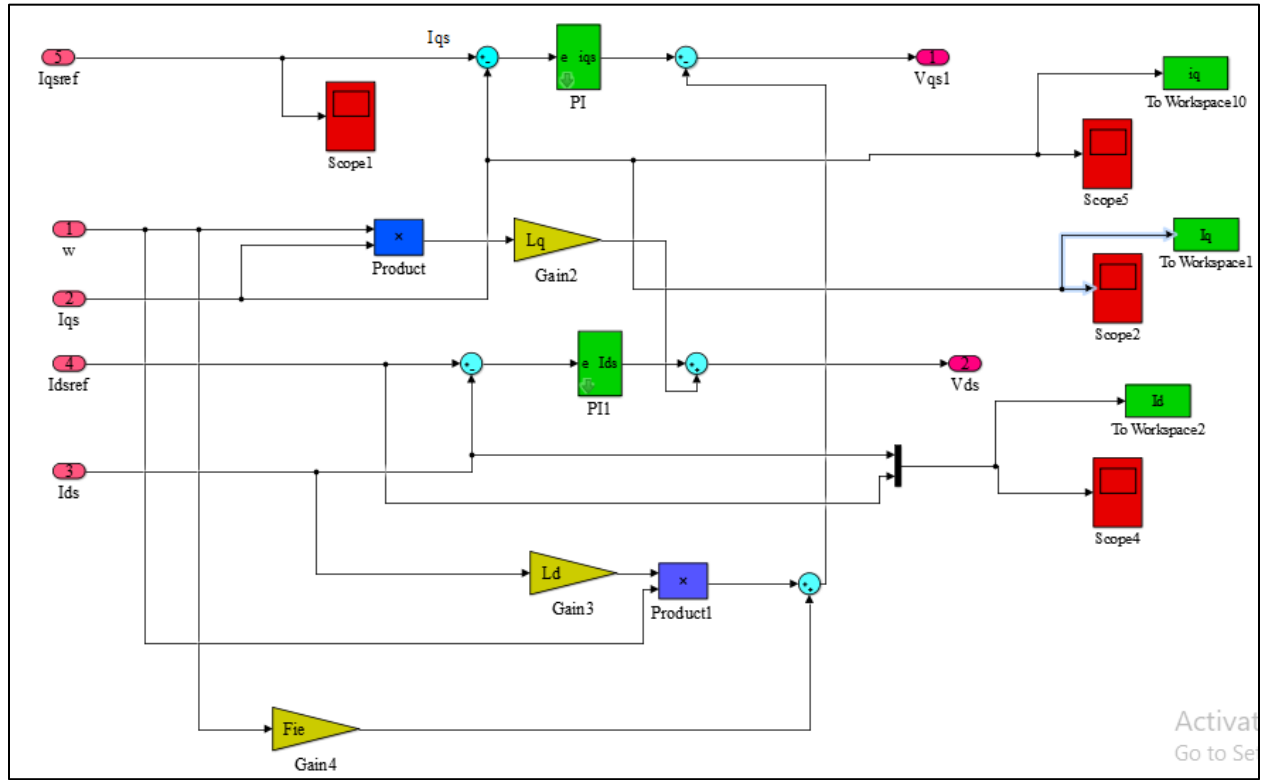 Iqs
5
Iqsref
e iqs
PI
1
Vqs1
iq
To Workspace10
Scope1
Scope5
1
w
×
Product
Lq
Gain2
Iq
To Workspace1
2
Iqs
Scope2
4
Idsref
e Ids
PI1
2
Vds
Id
To Workspace2
3
Ids
Scope4
Ld
Gain3
×
Product1
Fie
Gain4
Activat
Go to Se